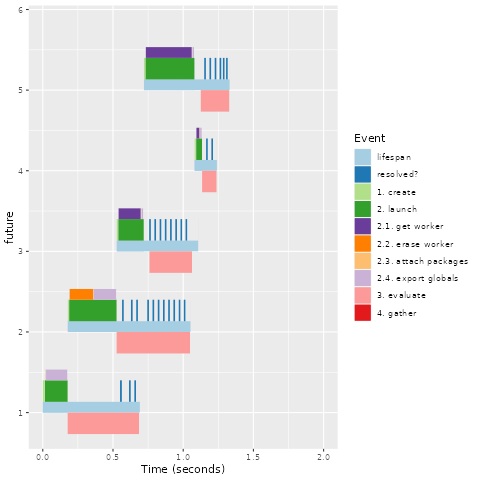 6
5
4
3
2
1
future
0.0 0.5 1.0 1.5 2.0
Time (seconds)
Event
lifespan
resolved?
1. create
2. launch
2.1. get worker
2.2. erase worker
2.3. attach packages
2.4. export globals
3. evaluate
4. gather